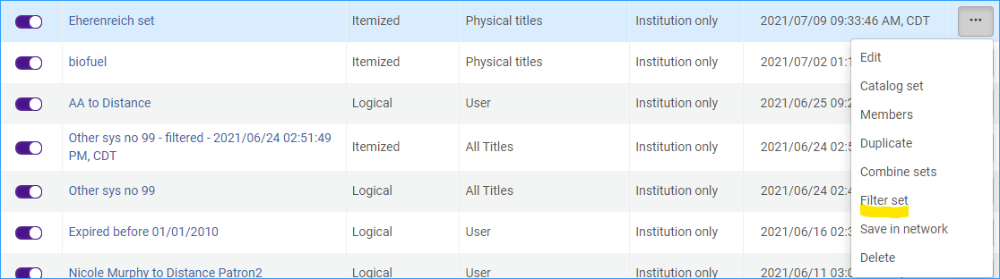 Eherenreich set Itemized Physical titles Institution only 2021/07/09 09:33:46 AM, CDT ...
Edit
biofuel Itemized Physical titles Institution only 2021/07/02 01:1
Catalog set
AA to Distance Logical User Institution only 2021/06/25 09:2
Members
Other sys no 99 - filtered - 2021/06/24 02:51:49
PM, CDT
Itemized All Titles Institution only 2021/06/24 02:5
Duplicate
Combine sets
Other sys no 99 Logical All Titles Institution only 2021/06/24 02:4
Filter set
Expired before 01/01/2010 Logical User Institution only 2021/06/16 02:3
Save in network
Delete
Nicole Murphy to Distance Patron2 Logical User Institution only 2021/06/11 03:0